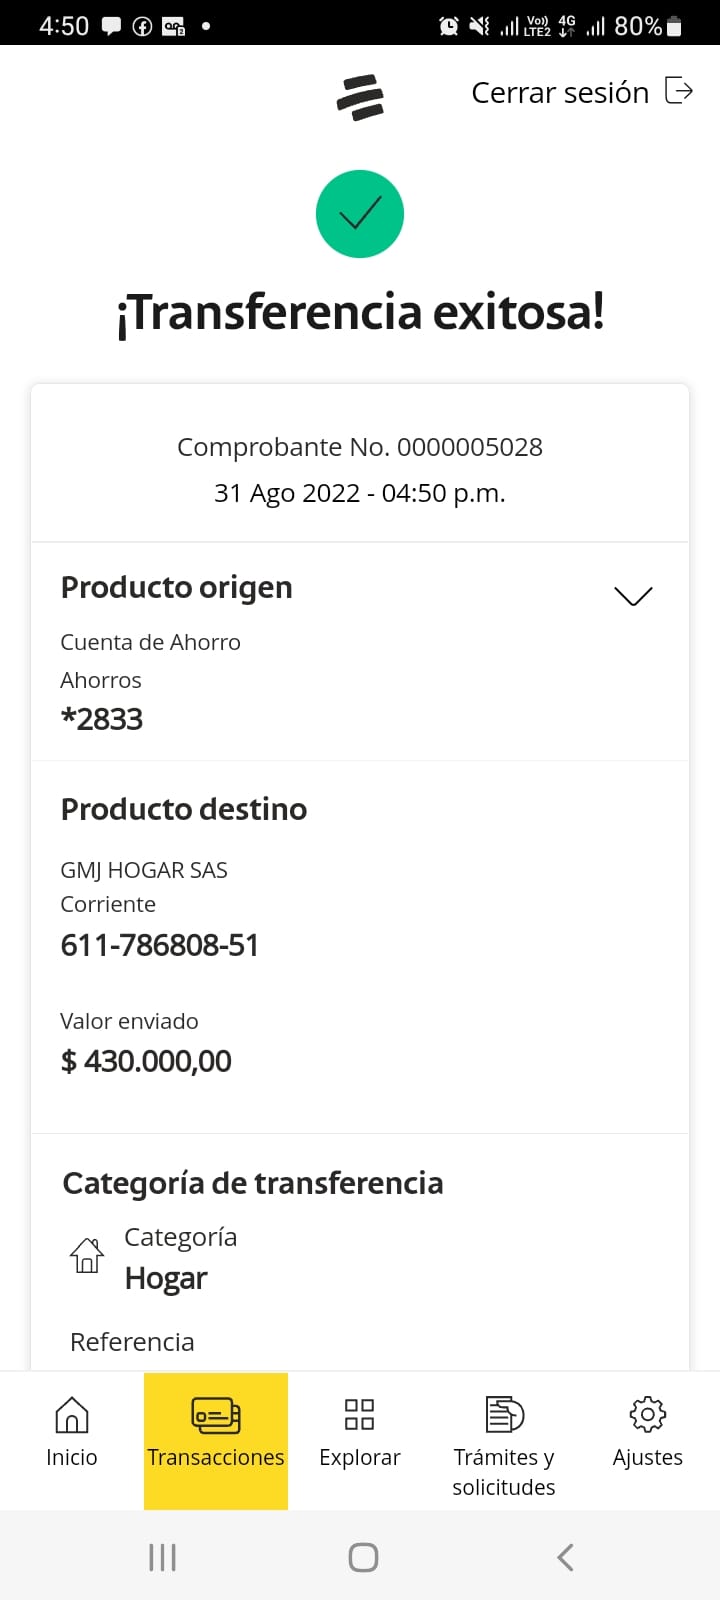 4:50
Vo)) 4G
LTE2
80%
Cerrar sesión
¡Transferencia exitosa!
Comprobante No. 0000005028
31 Ago 2022 - 04:50 p.m.
Producto origen
Cuenta de Ahorro
Ahorros
*2833
Producto destino
GMJ HOGAR SAS
Corriente
611-786808-51
Valor enviado
$ 430.000,00
Categoría de transferencia
Categoría
Hogar
Referencia
Inicio
Transacciones
Explorar
Trámites y
solicitudes
Ajustes